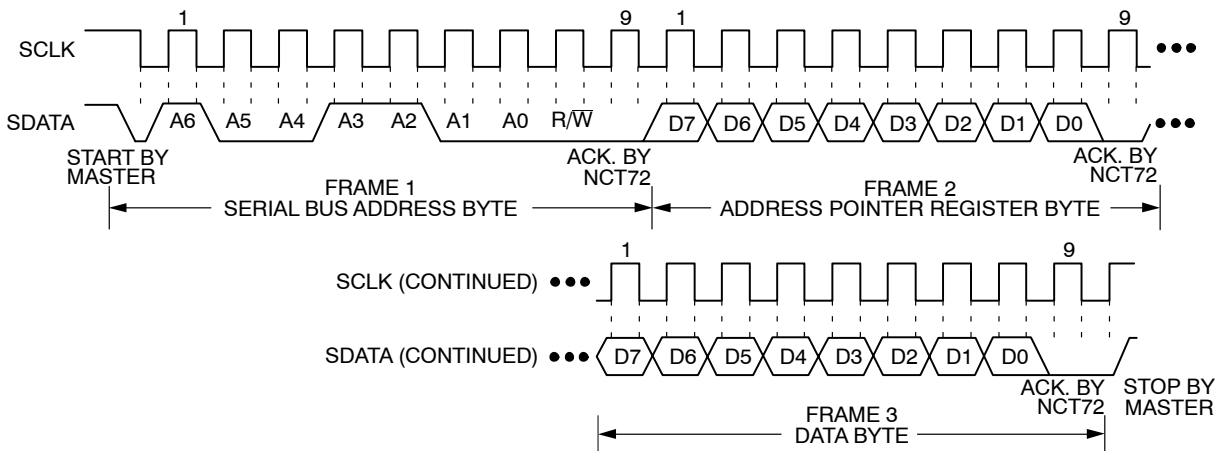 1 9 1 9
SCLK
SDATA A6 A5 A4 A3 A2 A1 A0 R/W̅ D7 D6 D5 D4 D3 D2 D1 D0
START BY
MASTER
ACK. BY
NCT72
ACK. BY
NCT72
FRAME 1
SERIAL BUS ADDRESS BYTE
FRAME 2
ADDRESS POINTER REGISTER BYTE
1 9
SCLK (CONTINUED)
SDATA (CONTINUED) D7 D6 D5 D4 D3 D2 D1 D0
ACK. BY
NCT72
STOP BY
MASTER
FRAME 3
DATA BYTE